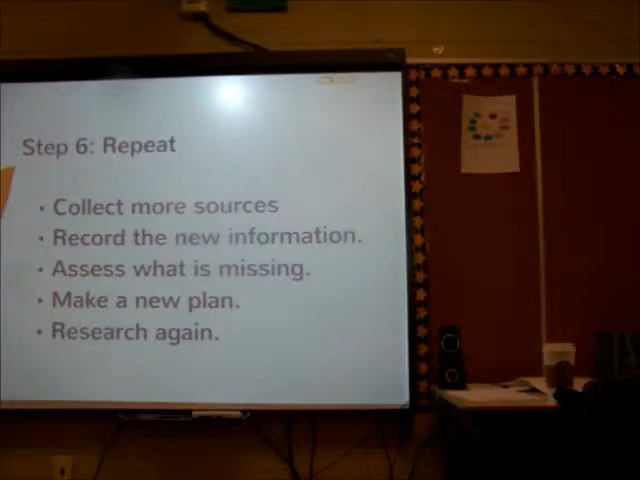 Step 6: Repeat
• Collect more sources
• Record the new information.
• Assess what is missing.
• Make a new plan.
• Research again.